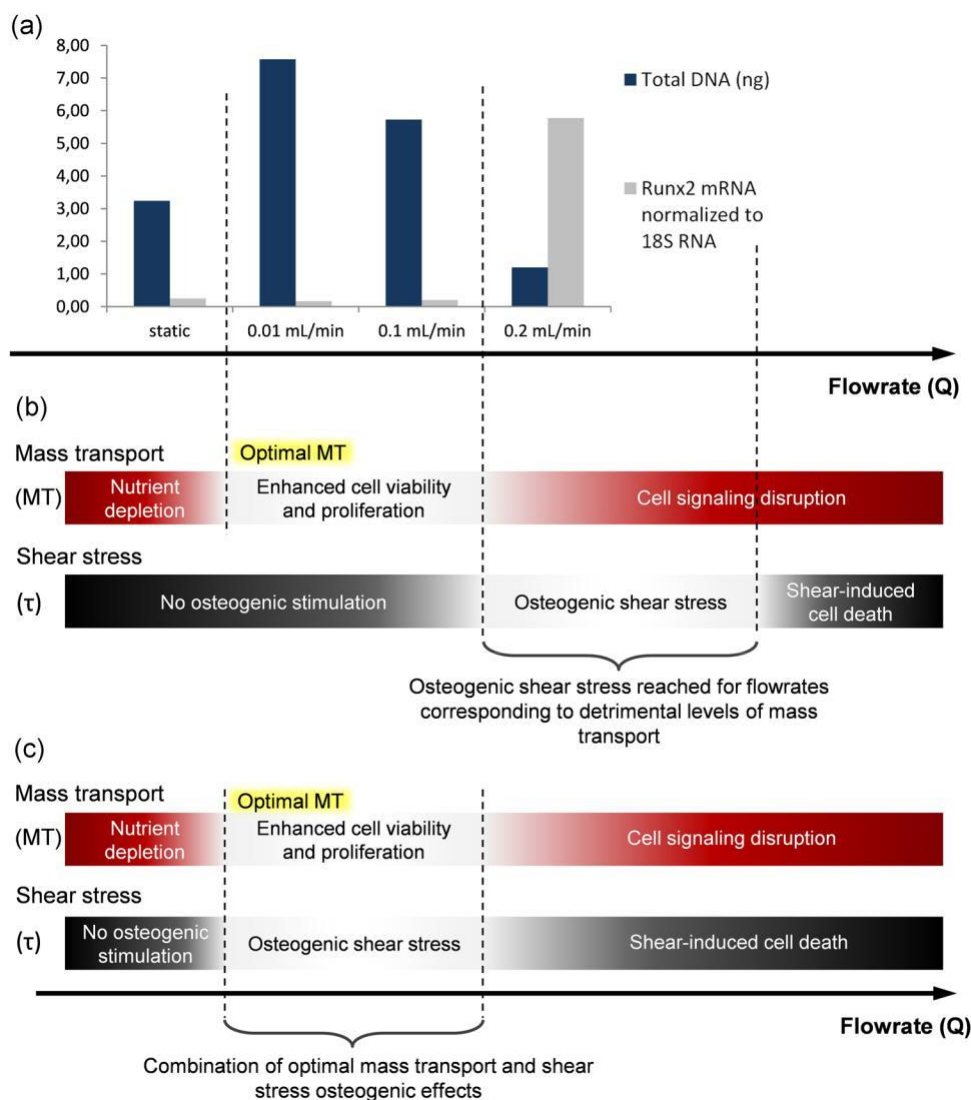 (a)
8,00
7,00
6,00
5,00
4,00
3,00
2,00
1,00
0,00
static
0.01 mL/min
0.1 mL/min
0.2 mL/min
Total DNA (ng)
Runx2 mRNA
normalized to
18S RNA
Flowrate (Q)
(b)
Mass transport
(MT)
Optimal MT
Nutrient
depletion
Enhanced cell viability
and proliferation
Cell signaling disruption
Shear stress
(τ)
No osteogenic stimulation
Osteogenic shear stress
Shear-induced
cell death
Osteogenic shear stress reached for flowrates
corresponding to detrimental levels of mass
transport
(c)
Mass transport
(MT)
Optimal MT
Nutrient
depletion
Enhanced cell viability
and proliferation
Cell signaling disruption
Shear stress
(τ)
No osteogenic
stimulation
Osteogenic shear stress
Shear-induced cell death
Flowrate (Q)
Combination of optimal mass transport and shear
stress osteogenic effects